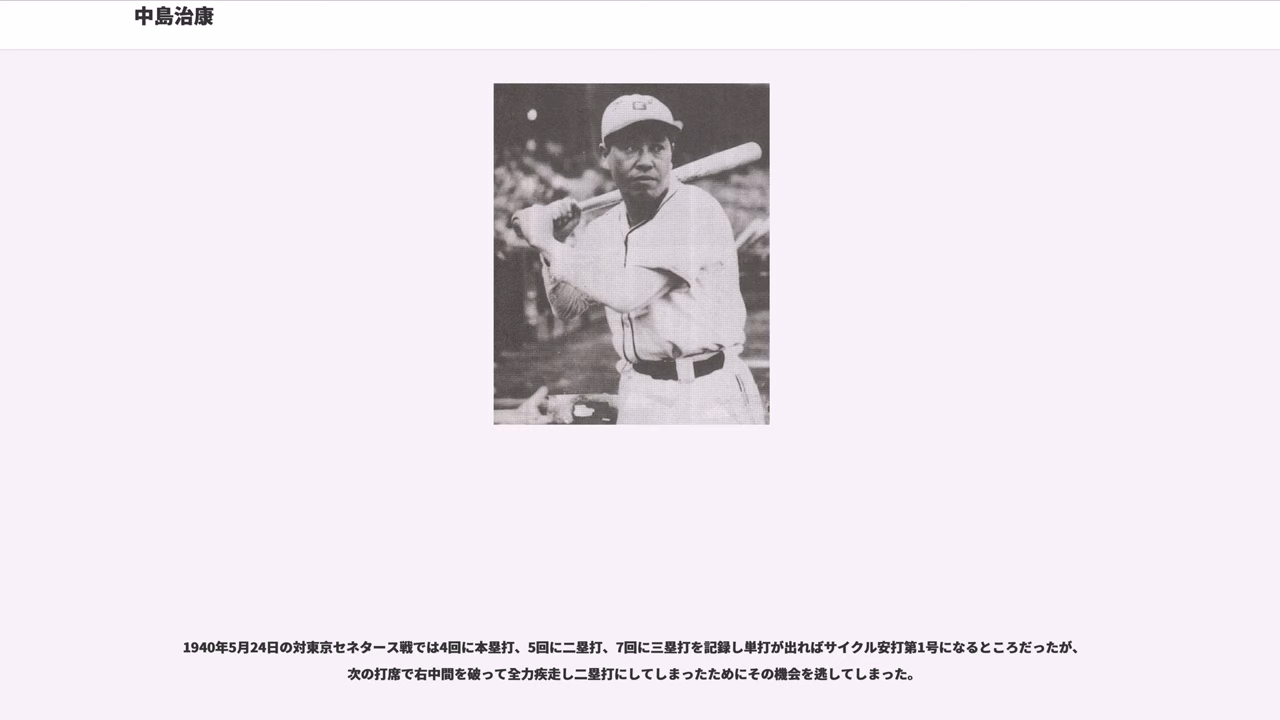 中島治康
1940年5月24日の対東京セネタース戦では4回に本塁打、5回に二塁打、7回に三塁打を記録し単打が出ればサイクル安打第1号になるところだったが、
次の打席で右中間を破って全力疾走し二塁打にしてしまったためにその機会を逃してしまった。